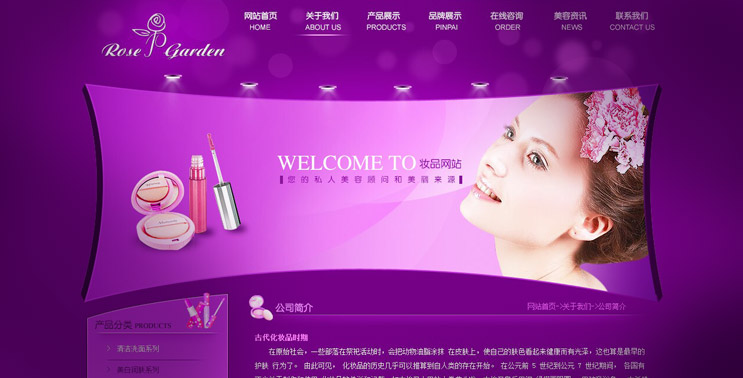 Rose Garden
网站首页 关于我们 产品展示 品牌展示 在线咨询 美容资讯 联系我们
HOME ABOUT US PRODUCTS PINPAI ORDER NEWS CONTACT US
WELCOME TO 妆品网站
您的私人美容顾问和美丽来源
产品分类 PRODUCTS
清洁洗面系列
美白润肤系列
公司简介
网站首页->关于我们->公司简介
古代化妆品时期
在原始社会，一些部落在祭祀活动时，会把动物油脂涂抹 在皮肤上，使自己的肤色看起来健康而有光泽，这也算是最早的
护肤 行为了。 由此可见， 化妆品的历史几乎可以推算到自人类的存在开始。 在公元前 5 世纪到公元 7 世纪期间， 各国有